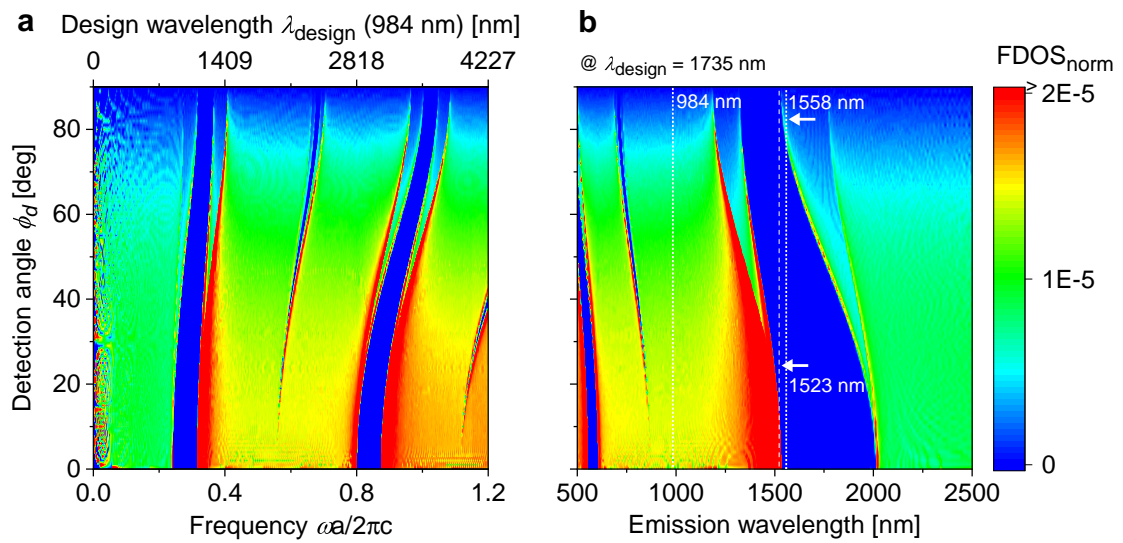 a
Design wavelength λdesign (984 nm) [nm]
0 1409 2818 4227
Detection angle ϕd [deg]
80
60
40
20
0
0.0 0.4 0.8 1.2
Frequency ωa/2πc
b
@ λdesign = 1735 nm
984 nm
1558 nm
1523 nm
500 1000 1500 2000 2500
Emission wavelength [nm]
FDOSnorm
≥ 2E-5
1E-5
0